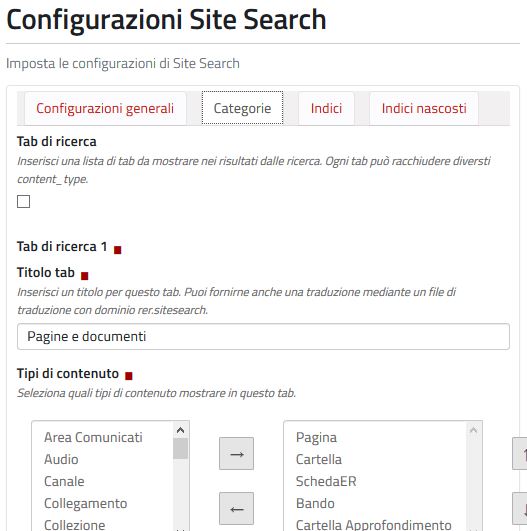 Configurazioni Site Search
Imposta le configurazioni di Site Search
Configurazioni generali Categorie Indici Indici nascosti
Tab di ricerca
Inserisci una lista di tab da mostrare nei risultati dalle ricerca. Ogni tab può racchiudere diversti
content_type.
Tab di ricerca 1
Titolo tab
Inserisci un titolo per questo tab. Puoi fornirne anche una traduzione mediante un file di
traduzione con dominio rer.sitesearch.
Pagine e documenti
Tipi di contenuto
Seleziona quali tipi di contenuto mostrare in questo tab.
Area Comunicati
Audio
Canale
Collegamento
Collezione
→
←
Pagina
Cartella
SchedaER
Bando
Cartella Approfondimento